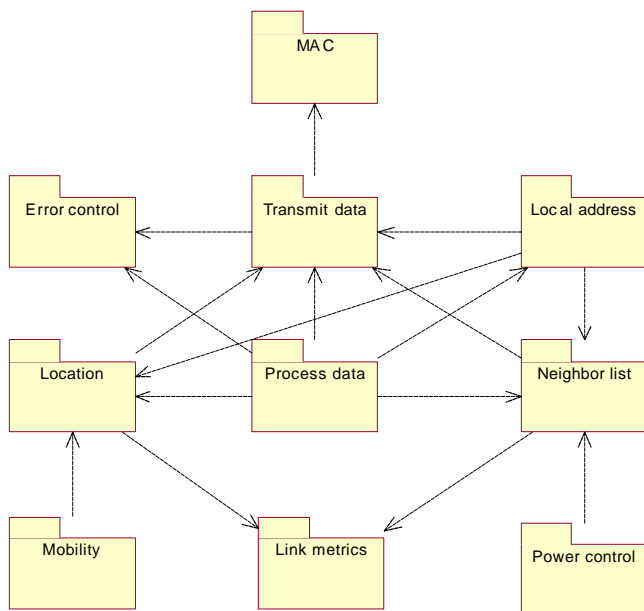 MAC
Error control
Transmit data
Local address
Location
Process data
Neighbor list
Mobility
Link metrics
Power control